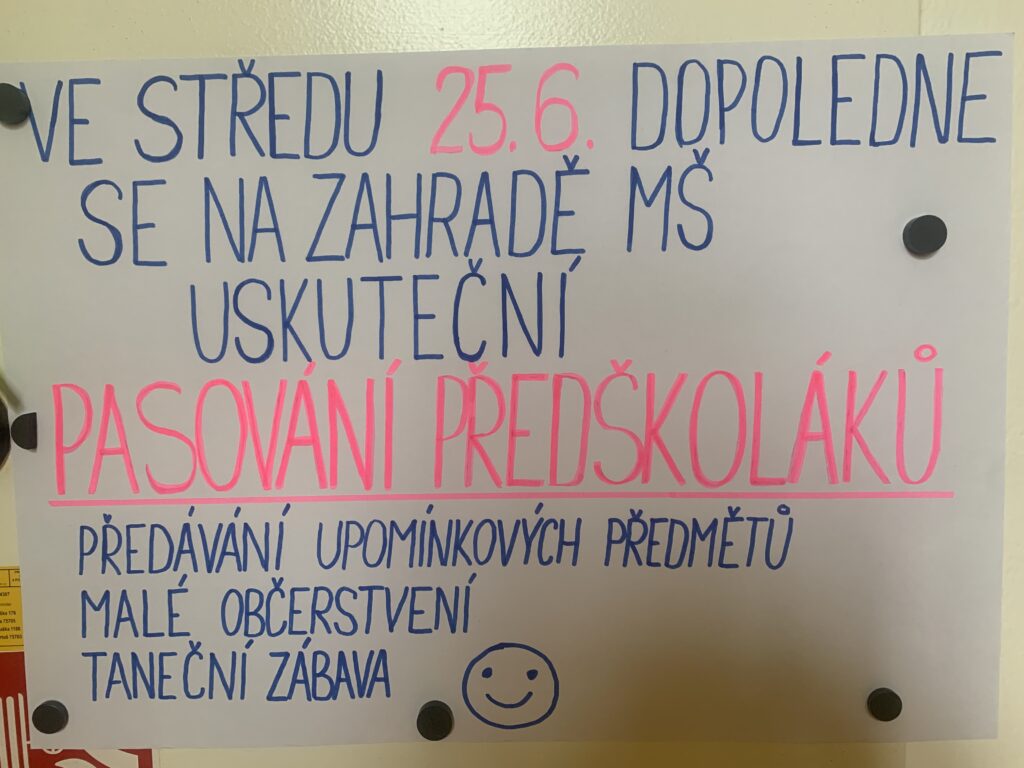 VE STŘEDU 25.6. DOPOLEDNE
SE NA ZAHRADĚ MŠ
USKUTEČNÍ
PASOVÁNÍ PŘEDŠKOLÁKŮ
PŘEDÁVÁNÍ UPOMÍNKOVÝCH PŘEDMĚTŮ
MALÉ OBČERSTVENÍ
TANEČNÍ ZÁBAVA